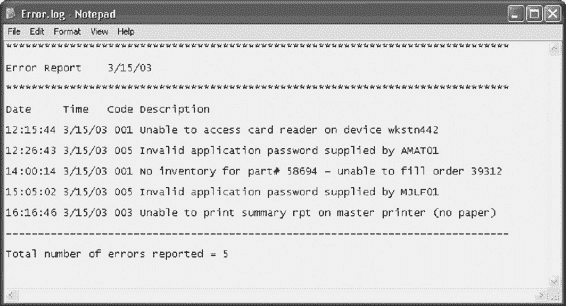 Error.log - Notepad
File Edit Format View Help
********************************************************************************
Error Report 3/15/03
********************************************************************************
Date Time Code Description
12:15:44 3/15/03 001 Unable to access card reader on device wkstn442
12:26:43 3/15/03 005 Invalid application password supplied by AMAT01
14:00:14 3/15/03 001 No inventory for part# 58694 - unable to fill order 39312
15:05:02 3/15/03 005 Invalid application password supplied by MJLF01
16:16:46 3/15/03 003 Unable to print summary rpt on master printer (no paper)
--------------------------------------------------------------------------------
Total number of errors reported = 5